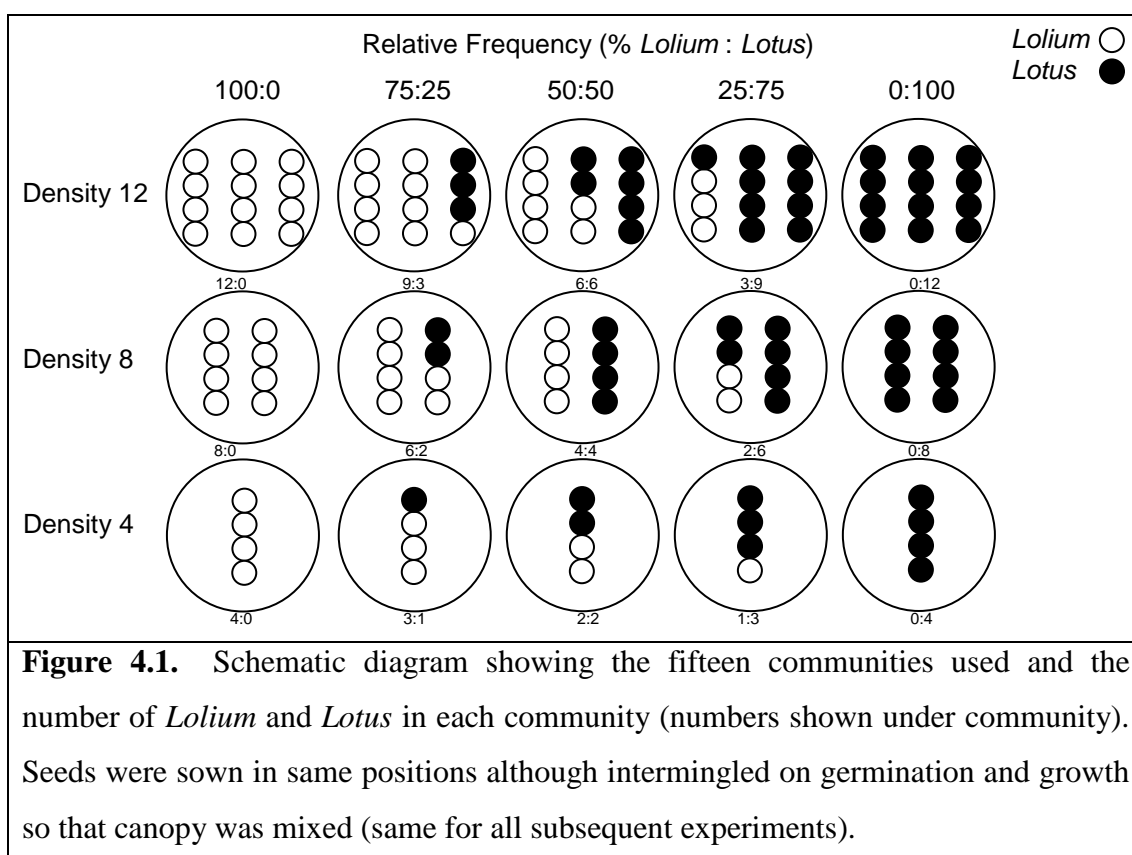 Relative Frequency (% Lolium : Lotus)
Lolium
Lotus
100:0 75:25 50:50 25:75 0:100
Density 12
12:0 9:3 6:6 3:9 0:12
Density 8
8:0 6:2 4:4 2:6 0:8
Density 4
4:0 3:1 2:2 1:3 0:4
Figure 4.1. Schematic diagram showing the fifteen communities used and the
number of Lolium and Lotus in each community (numbers shown under community).
Seeds were sown in same positions although intermingled on germination and growth
so that canopy was mixed (same for all subsequent experiments).